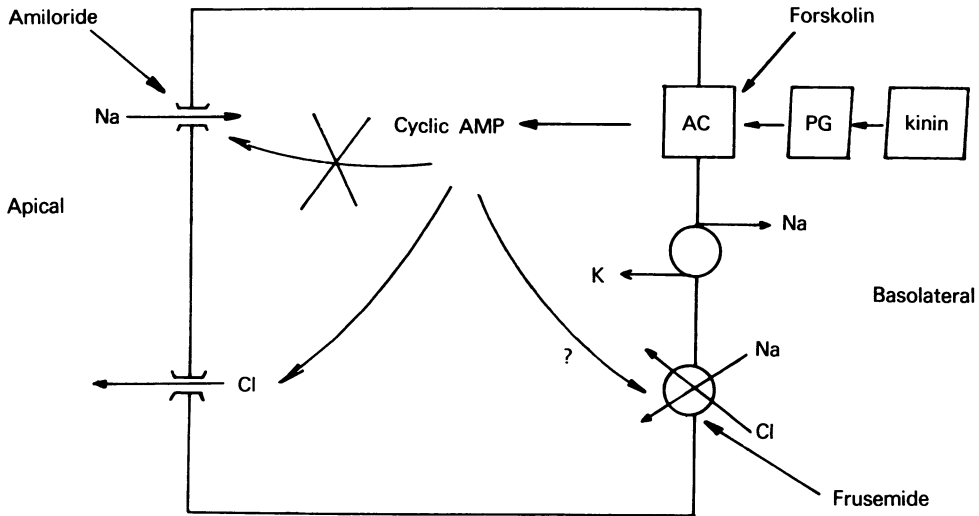 Amiloride
Forskolin
Na
Cyclic AMP
AC
PG
kinin
Apical
Na
K
Basolateral
?
Na
Cl
Cl
Frusemide